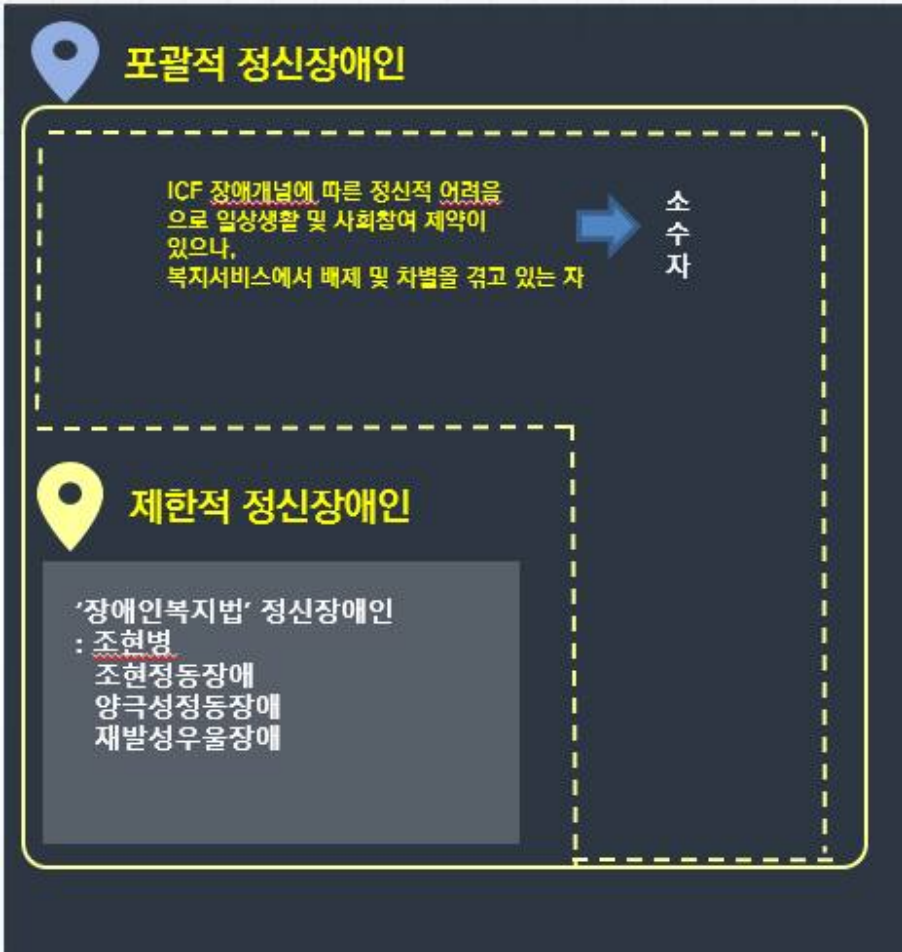 포괄적 정신장애인
ICF 장애개념에 따른 정신적 어려음
으로 일상생활 및 사회참여 제약이
있으나,
복지서비스에서 배제 및 차별을 겪고 있는 자
소
수
자
제한적 정신장애인
‘장애인복지법’ 정신장애인
: 조현병
조현정동장애
양극성정동장애
재발성우울장애